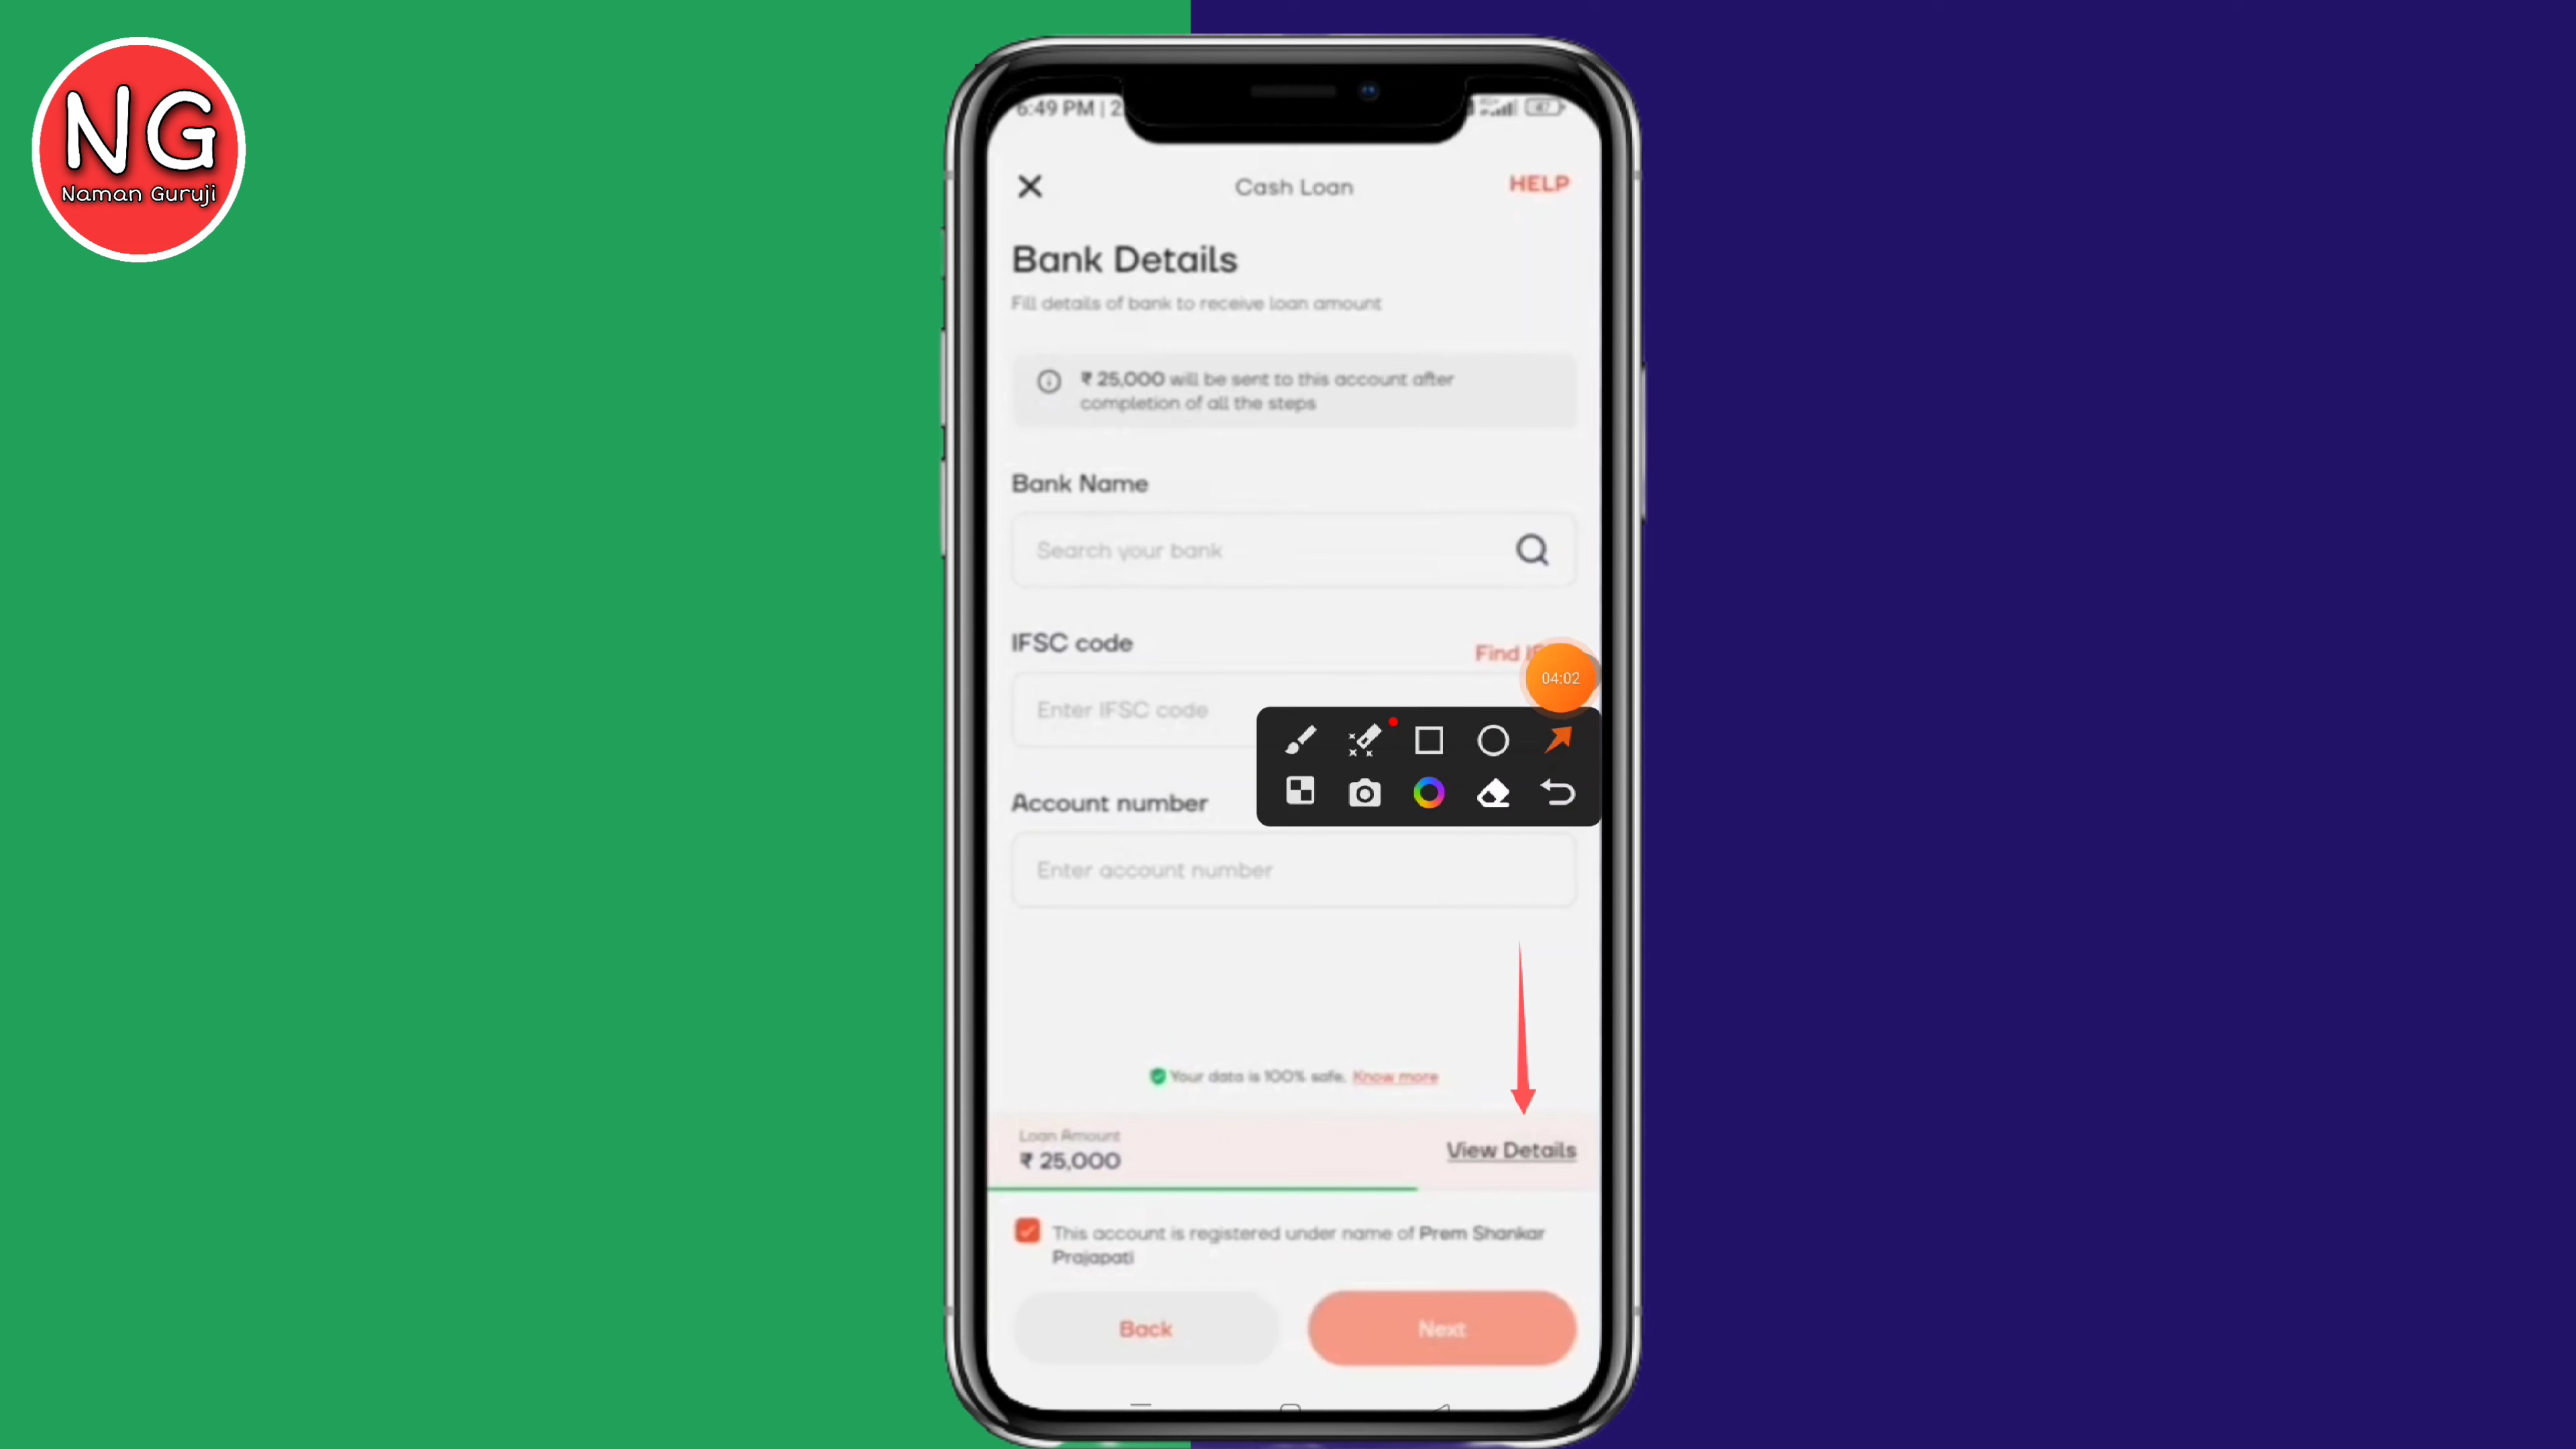 NG
Naman Guruji
6:49 PM | 2
47
Cash Loan
HELP
Bank Details
Fill details of bank to receive loan amount
₹ 25,000 will be sent to this account after
completion of all the steps
Bank Name
Search your bank
IFSC code
Find
04:02
Enter IFSC code
Account number
Enter account number
Your data is 100% safe. Know more
Loan Amount
₹ 25,000
View Details
This account is registered under name of Prem Shankar
Prajapati
Back
Next